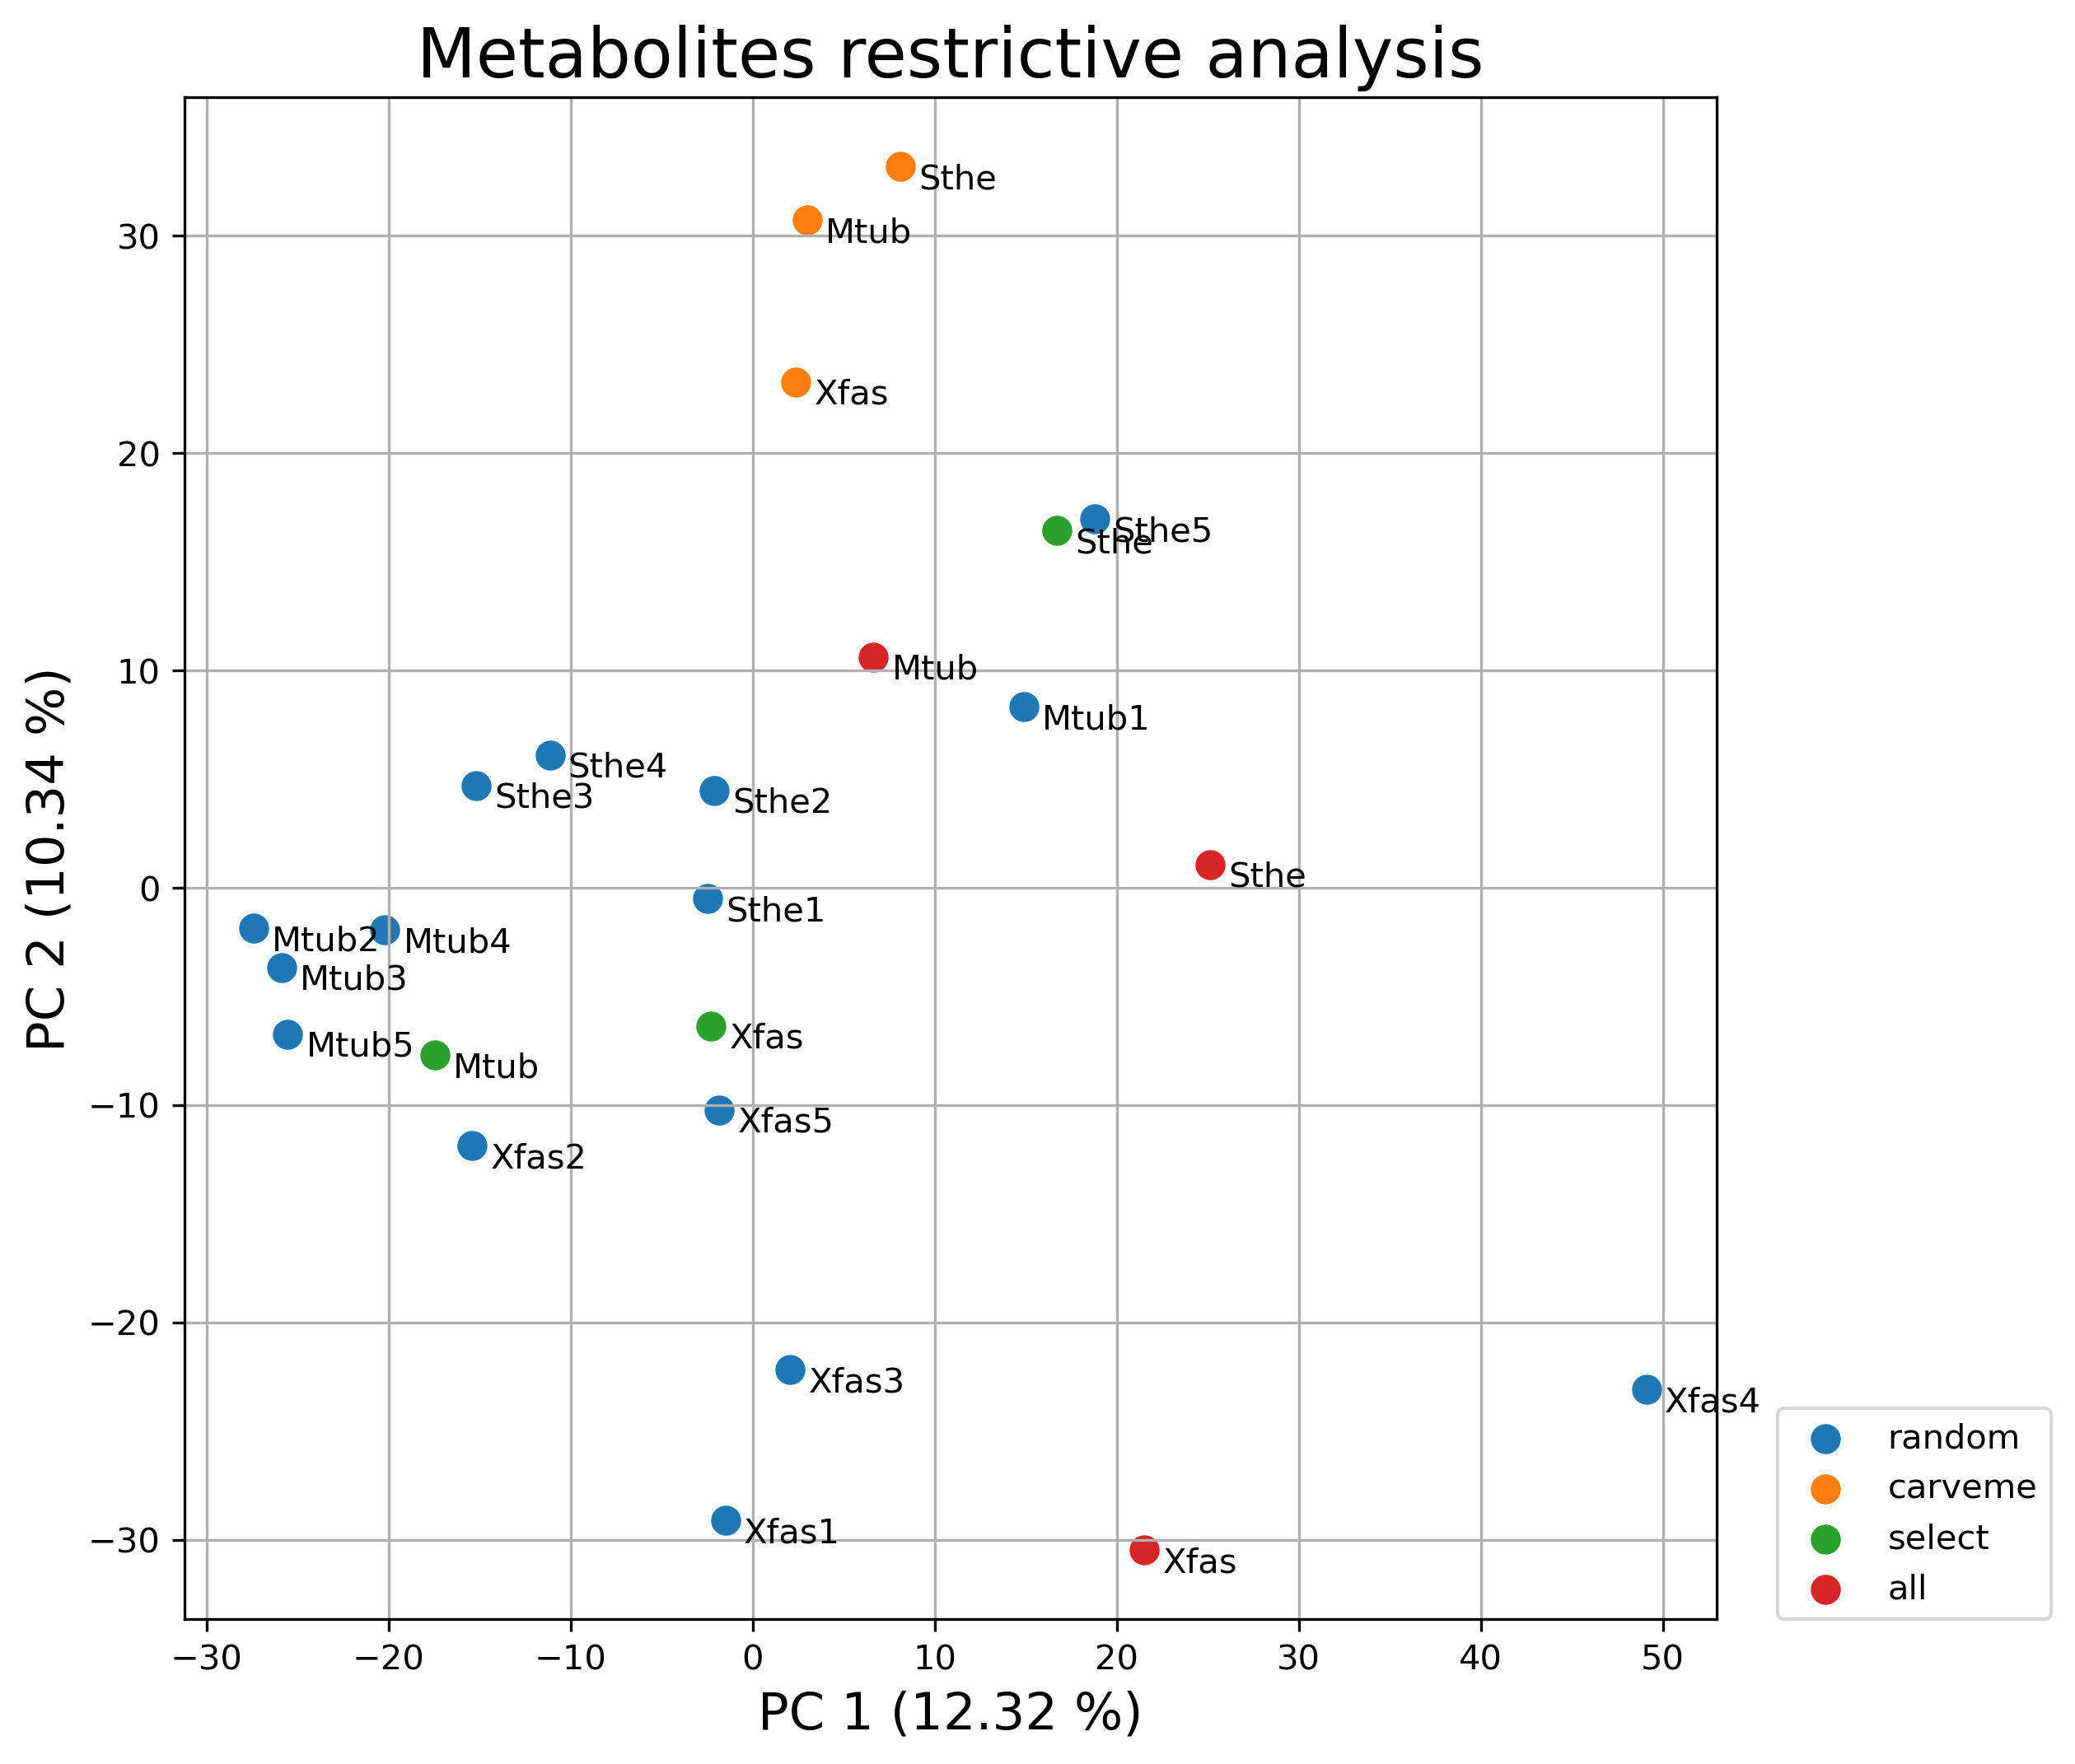 Metabolites restrictive analysis
Sthe
Mtub
30
Xfas
20
Sthe5
Sthe
Mtub
10
Mtub1
Sthe4
Sthe3
Sthe2
Sthe
0
Sthe1
Mtub2
Mtub4
Mtub3
Xfas
Mtub5
Mtub
−10
Xfas5
Xfas2
−20
Xfas3
Xfas4
Xfas1
−30
Xfas
PC 2 (10.34 %)
−30 −20 −10 0 10 20 30 40 50
PC 1 (12.32 %)
random
carveme
select
all